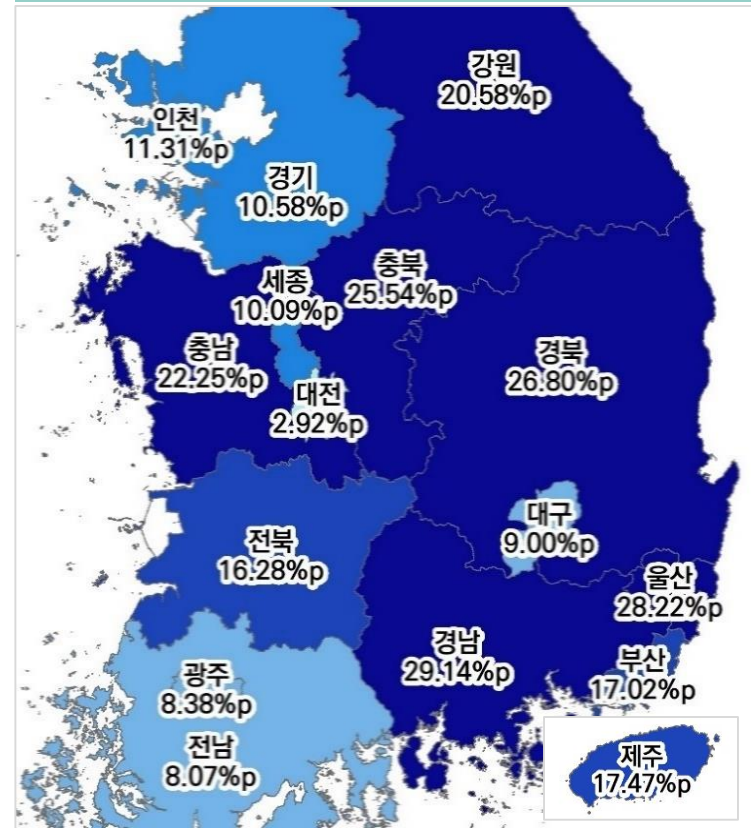 강원
20.58%p
인천
11.31%p
경기
10.58%p
충북
25.54%p
세종
10.09%p
충남
22.25%p
경북
26.80%p
대전
2.92%p
대구
9.00%p
전북
16.28%p
울산
28.22%p
경남
29.14%p
부산
17.02%p
광주
8.38%p
전남
8.07%p
제주
17.47%p